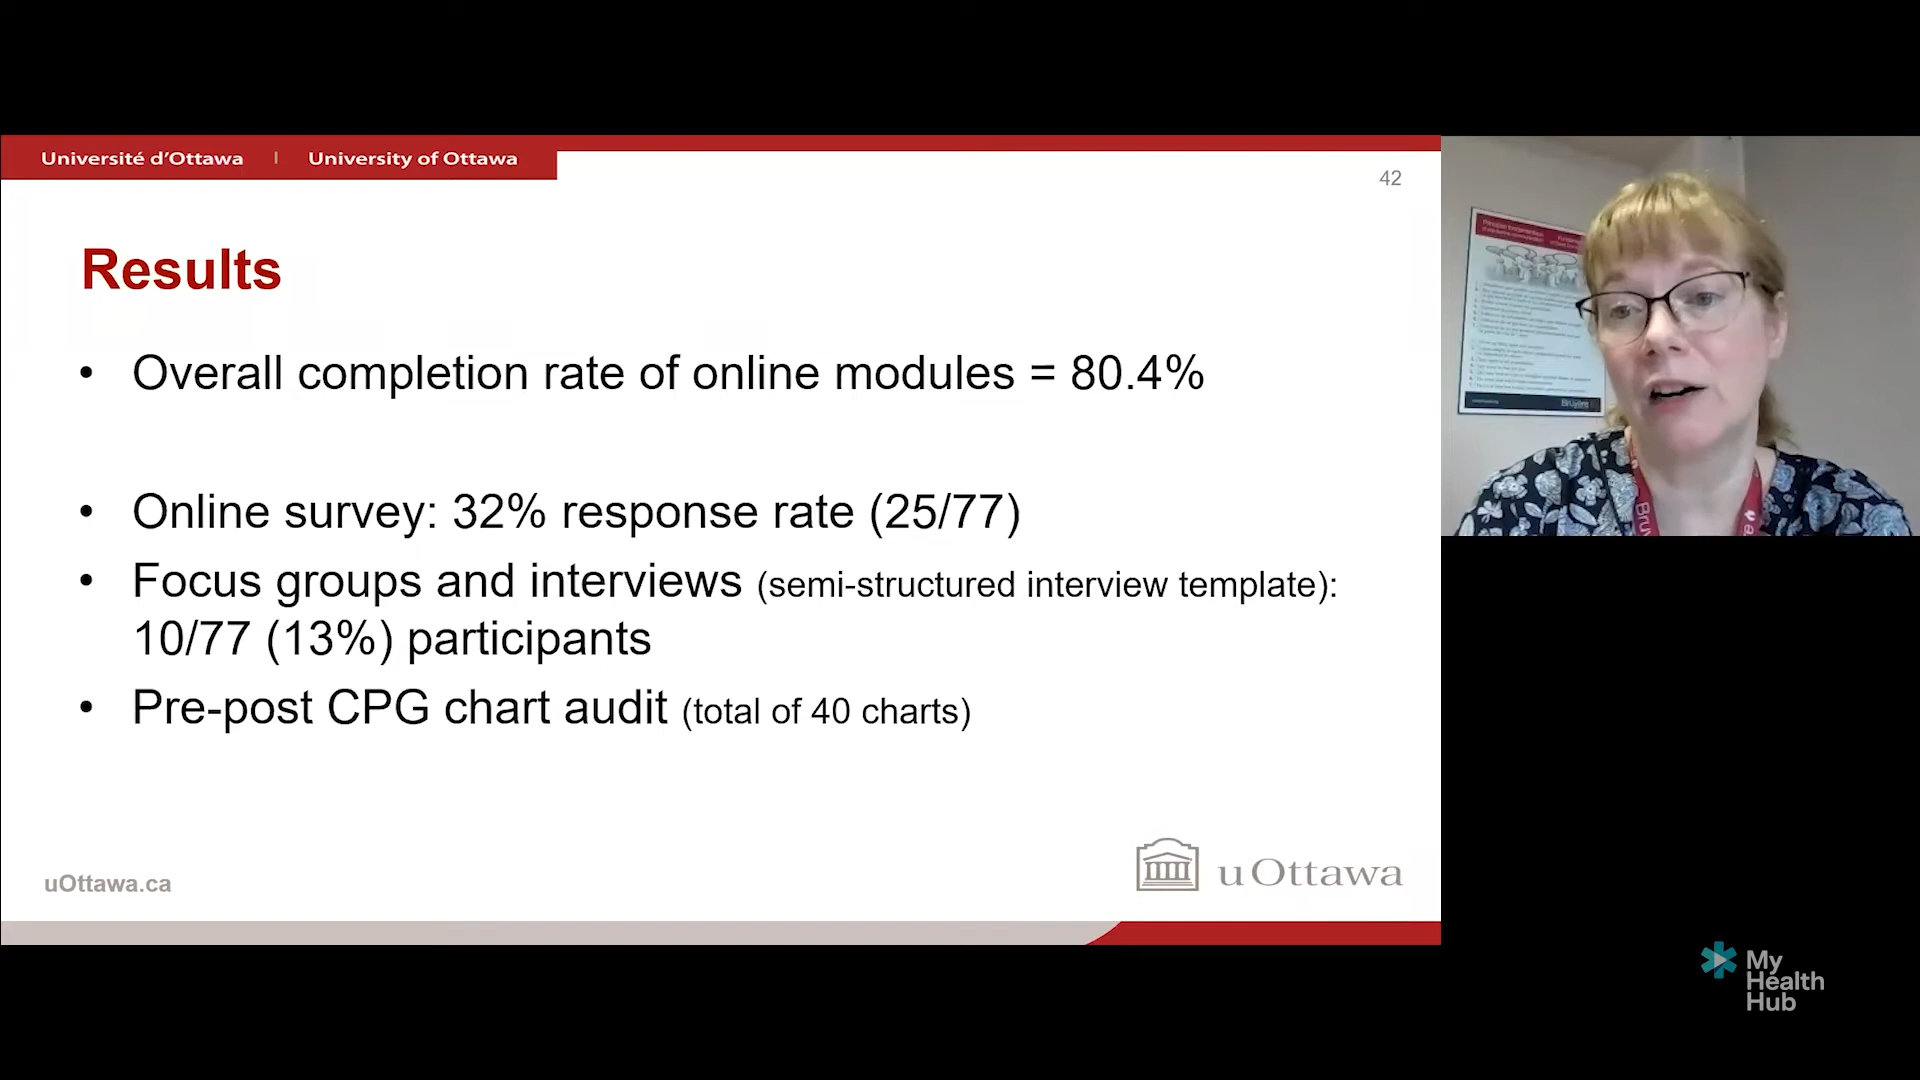 Université d'Ottawa | University of Ottawa
42
Results
• Overall completion rate of online modules = 80.4%
• Online survey: 32% response rate (25/77)
• Focus groups and interviews (semi-structured interview template):
10/77 (13%) participants
• Pre-post CPG chart audit (total of 40 charts)
uOttawa.ca
uOttawa
Bruyère
My
Health
Hub